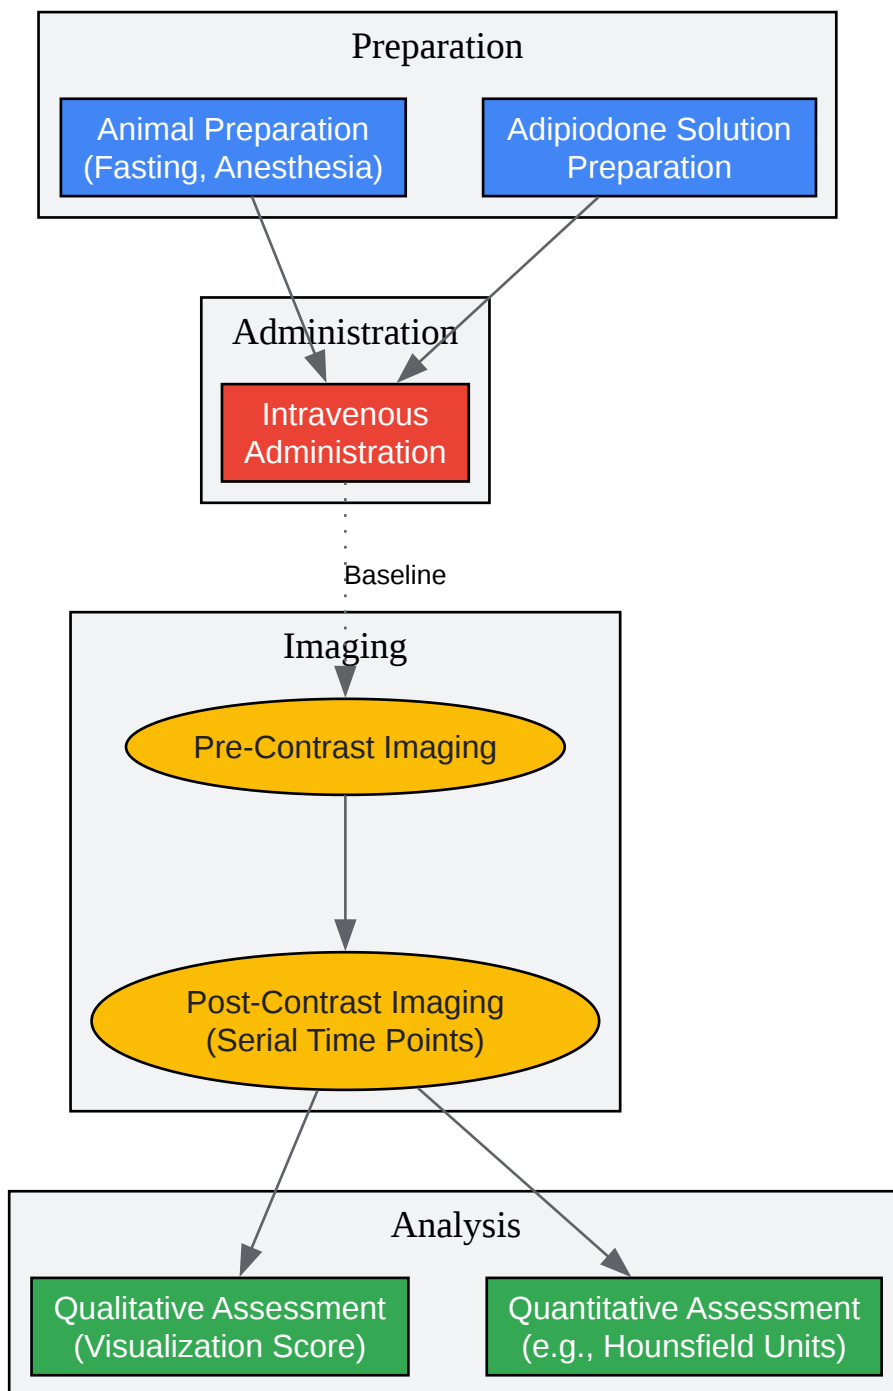 Preparation
Animal Preparation
(Fasting, Anesthesia)
Adipiodone Solution
Preparation
Administration
Intravenous
Administration
Baseline
Imaging
Pre-Contrast Imaging
Post-Contrast Imaging
(Serial Time Points)
Analysis
Qualitative Assessment
(Visualization Score)
Quantitative Assessment
(e.g., Hounsfield Units)